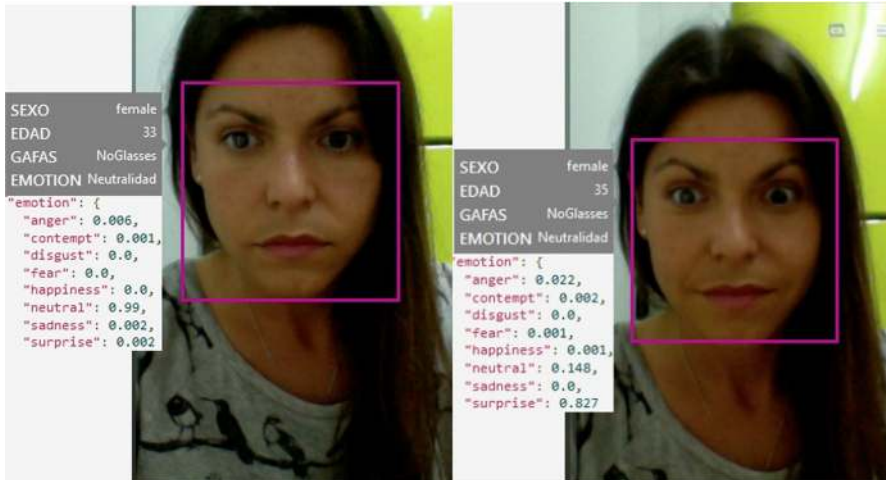 SEXO female
EDAD 33
GAFAS NoGlasses
EMOTION Neutralidad
"emotion": {
"anger": 0.006,
"contempt": 0.001,
"disgust": 0.0,
"fear": 0.0,
"happiness": 0.0,
"neutral": 0.99,
"sadness": 0.002,
"surprise": 0.002
SEXO female
EDAD 35
GAFAS NoGlasses
EMOTION Neutralidad
"emotion": {
"anger": 0.022,
"contempt": 0.002,
"disgust": 0.0,
"fear": 0.001,
"happiness": 0.001,
"neutral": 0.148,
"sadness": 0.0,
"surprise": 0.827